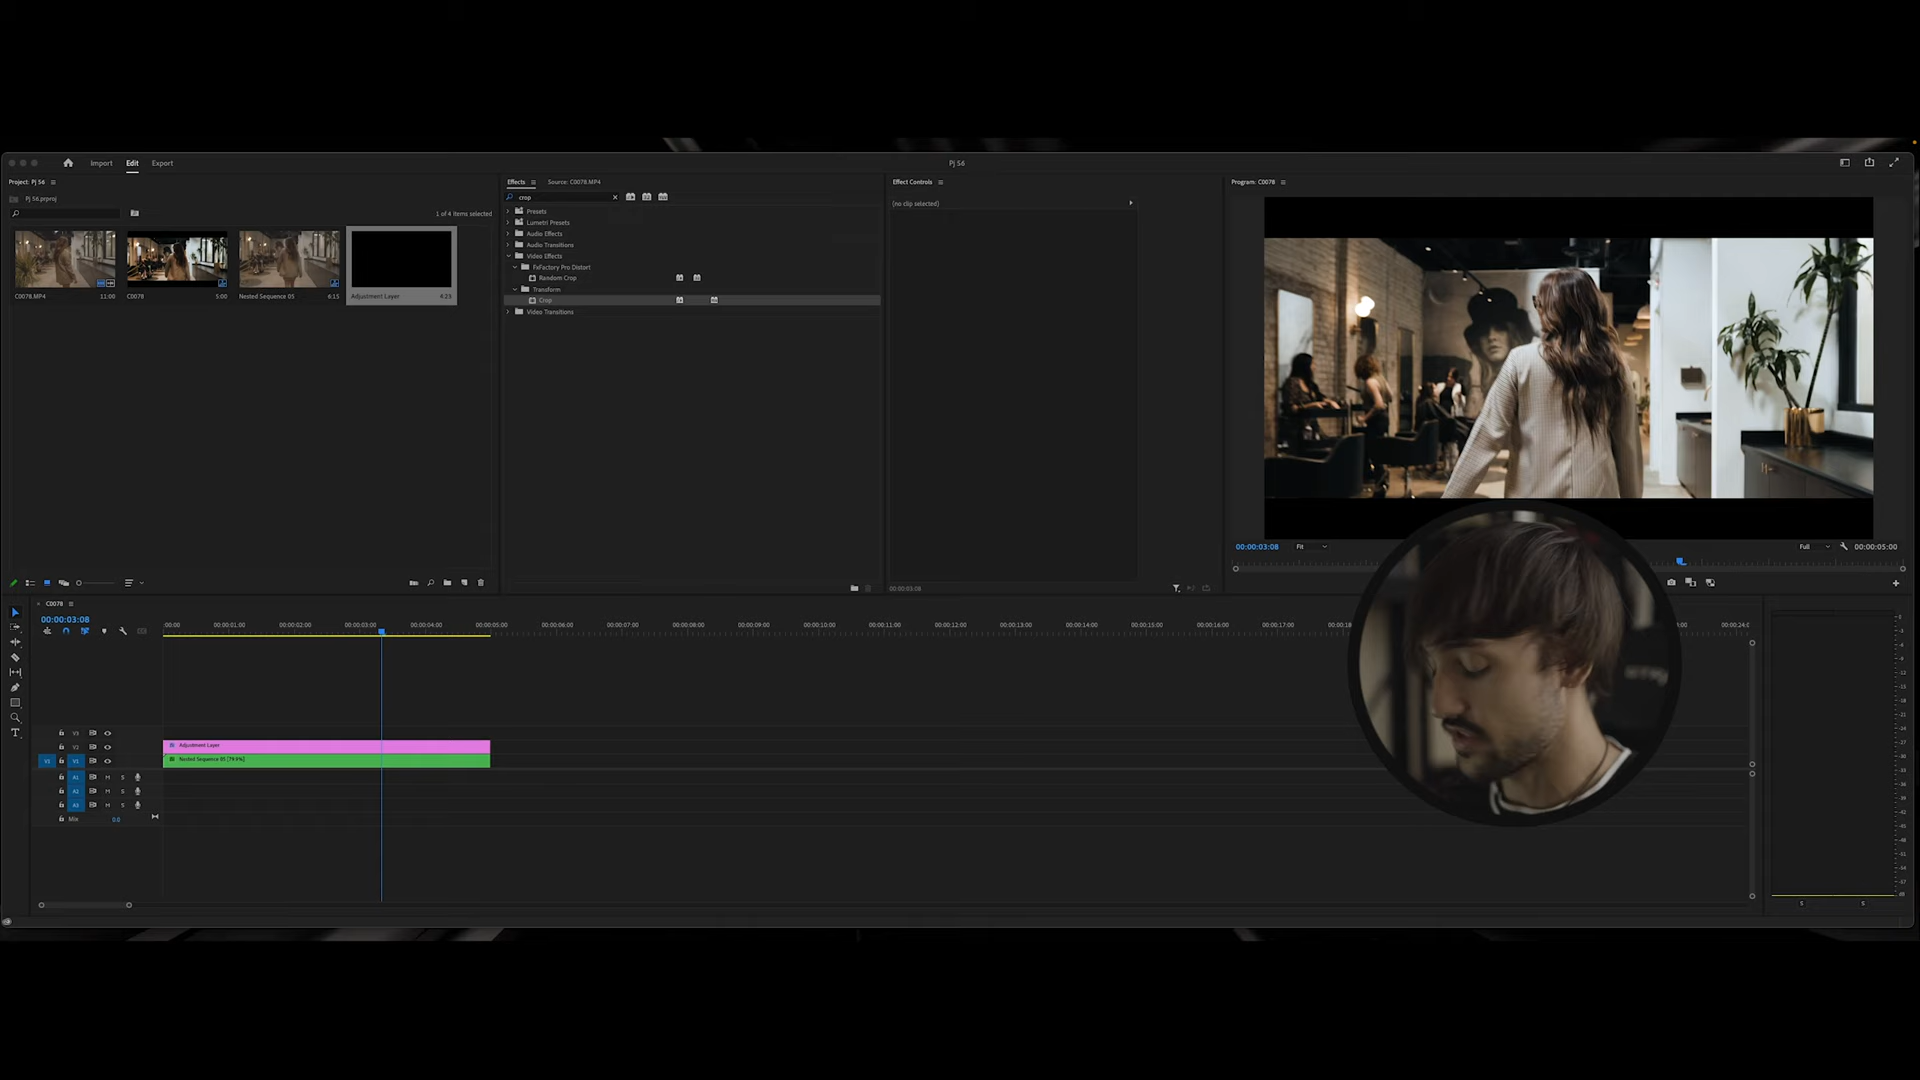 Import Edit Export
Pj 56
Project: Pj 56
Pj 56.prproj
1 of 4 items selected
C0078.MP4 11:00
C0078 5:00
Nested Sequence 05 6:15
Adjustment Layer 4:23
Effects
Source: C0078.MP4
crop
Presets
Lumetri Presets
Audio Effects
Audio Transitions
Video Effects
FxFactory Pro Distort
Random Crop
Transform
Crop
Video Transitions
Effect Controls
(no clip selected)
00:00:03:08
Program: C0078
00:00:03:08
Fit
Full
00:00:05:00
C0078
00:00:03:08
:00:00 00:00:01:00 00:00:02:00 00:00:03:00 00:00:04:00 00:00:05:00 00:00:06:00 00:00:07:00 00:00:08:00 00:00:09:00 00:00:10:00 00:00:11:00 00:00:12:00 00:00:13:00 00:00:14:00 00:00:15:00 00:00:16:00 00:00:17:00 00:00:18 00:00:24:0
V3
V2
Adjustment Layer
V1 V1
Nested Sequence 05 [79.9%]
A1 M S
A2 M S
A3 M S
Mix 0.0
S S